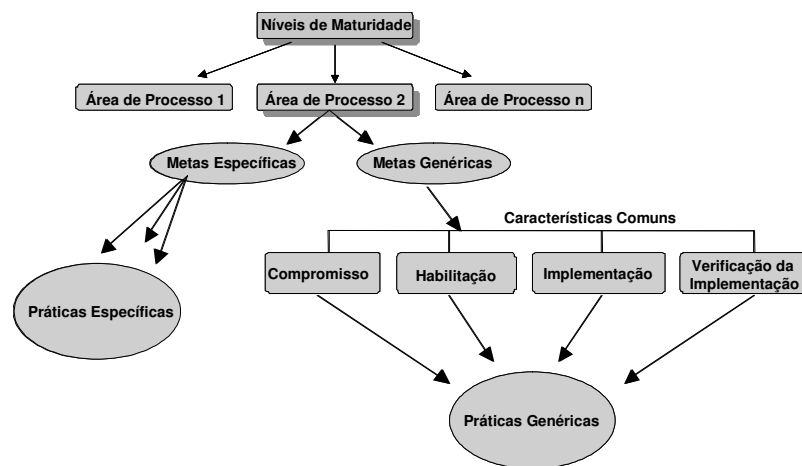 Níveis de Maturidade
Área de Processo 1
Área de Processo 2
Área de Processo n
Metas Específicas
Metas Genéricas
Características Comuns
Compromisso
Habilitação
Implementação
Verificação da
Implementação
Práticas Específicas
Práticas Genéricas